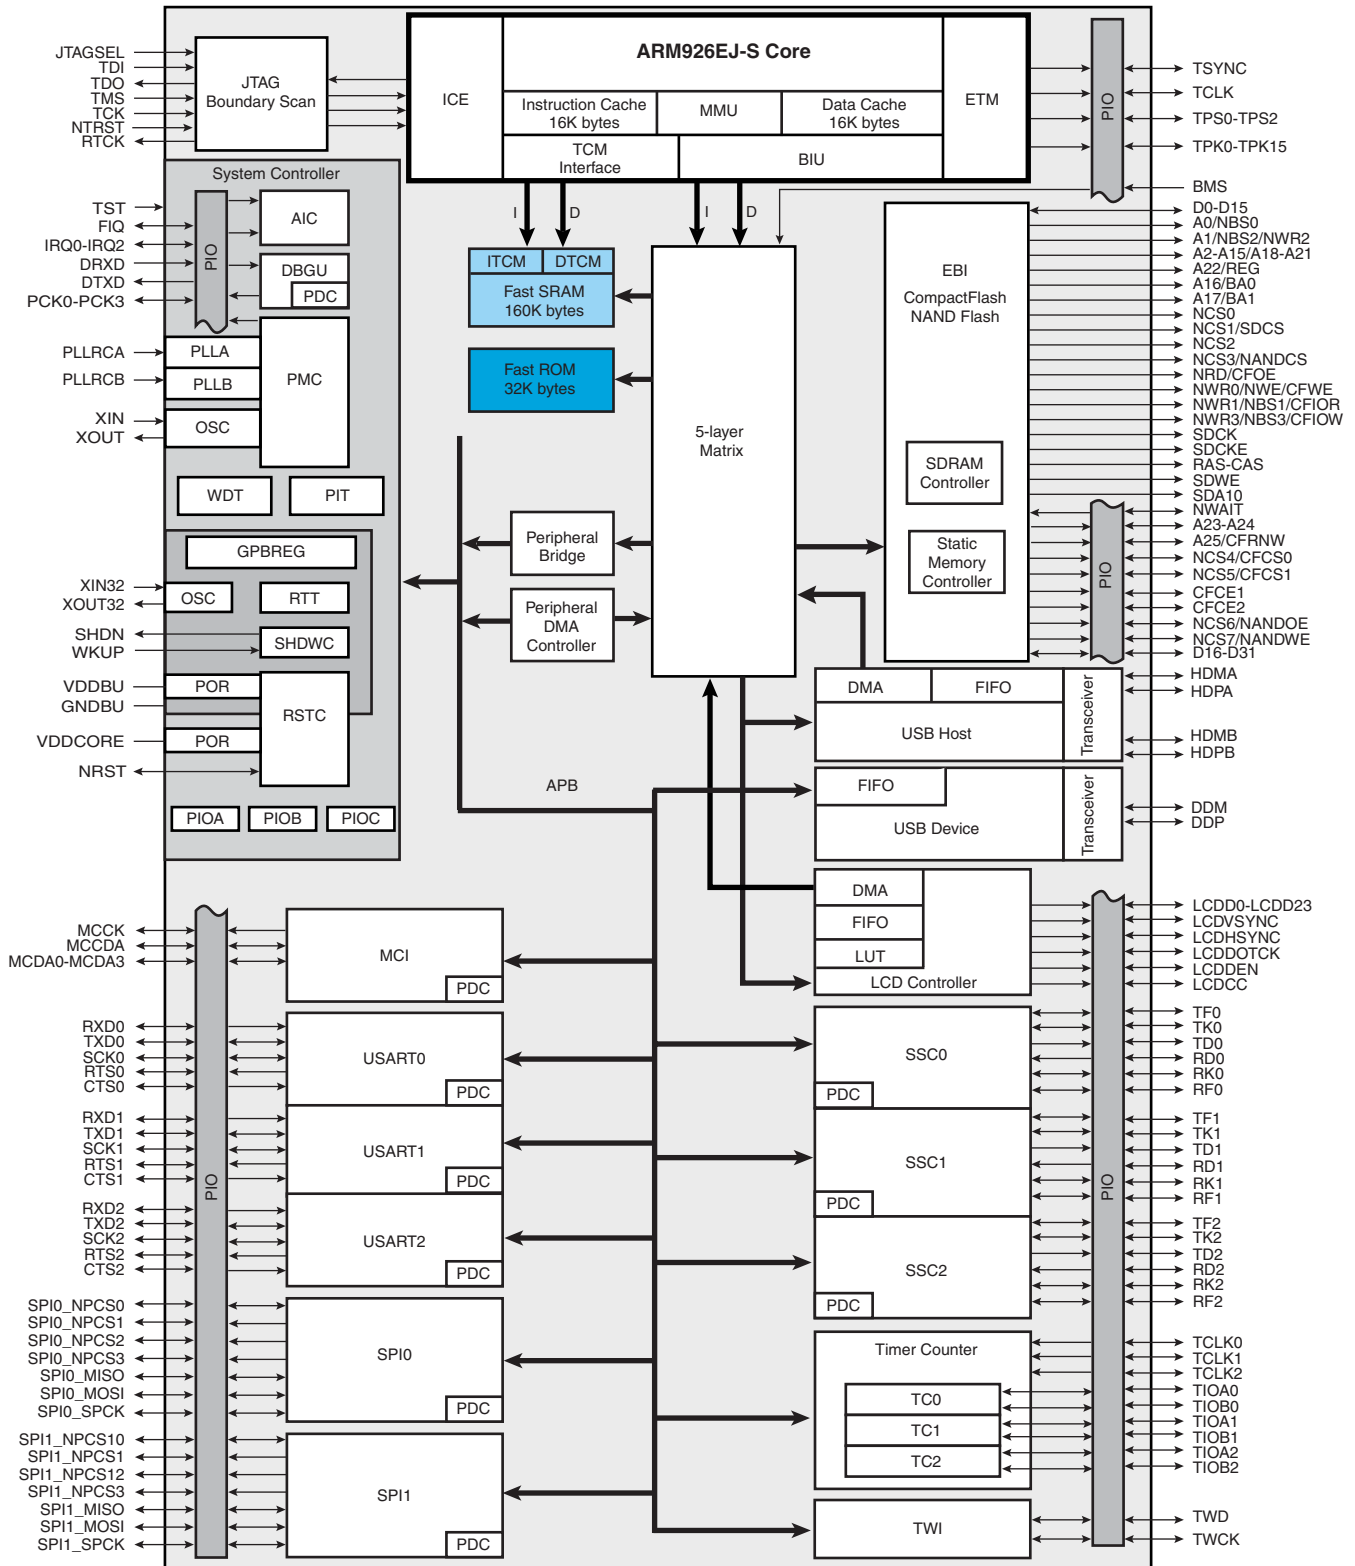 ARM926EJ-S Core
ICE
ETM
Instruction Cache
16K bytes
MMU
Data Cache
16K bytes
TCM
Interface
BIU
JTAGSEL
TDI
TDO
TMS
TCK
NTRST
RTCK
JTAG
Boundary Scan
PIO
TSYNC
TCLK
TPS0-TPS2
TPK0-TPK15
BMS
I
D
I
D
System Controller
TST
FIQ
IRQ0-IRQ2
DRXD
DTXD
PCK0-PCK3
PIO
AIC
DBGU
PDC
PLLRCA
PLLRCB
XIN
XOUT
PLLA
PLLB
OSC
PMC
WDT
PIT
GPBREG
XIN32
XOUT32
SHDN
WKUP
OSC
RTT
SHDWC
VDDBU
GNDBU
VDDCORE
NRST
POR
POR
RSTC
PIOA
PIOB
PIOC
ITCM
DTCM
Fast SRAM
160K bytes
Fast ROM
32K bytes
5-layer
Matrix
Peripheral
Bridge
Peripheral
DMA
Controller
APB
EBI
CompactFlash
NAND Flash
SDRAM
Controller
Static
Memory
Controller
D0-D15
A0/NBS0
A1/NBS2/NWR2
A2-A15/A18-A21
A22/REG
A16/BA0
A17/BA1
NCS0
NCS1/SDCS
NCS2
NCS3/NANDCS
NRD/CFOE
NWR0/NWE/CFWE
NWR1/NBS1/CFIOR
NWR3/NBS3/CFIOW
SDCK
SDCKE
RAS-CAS
SDWE
SDA10
PIO
NWAIT
A23-A24
A25/CFRNW
NCS4/CFCS0
NCS5/CFCS1
CFCE1
CFCE2
NCS6/NANDOE
NCS7/NANDWE
D16-D31
DMA
FIFO
USB Host
Transceiver
HDMA
HDPA
HDMB
HDPB
FIFO
USB Device
Transceiver
DDM
DDP
DMA
FIFO
LUT
LCD Controller
LCDD0-LCDD23
LCDVSYNC
LCDHSYNC
LCDDOTCK
LCDDEN
LCDCC
MCCK
MCCDA
MCDA0-MCDA3
MCI
PDC
RXD0
TXD0
SCK0
RTS0
CTS0
USART0
PDC
RXD1
TXD1
SCK1
RTS1
CTS1
PIO
USART1
PDC
RXD2
TXD2
SCK2
RTS2
CTS2
USART2
PDC
SPI0_NPCS0
SPI0_NPCS1
SPI0_NPCS2
SPI0_NPCS3
SPI0_MISO
SPI0_MOSI
SPI0_SPCK
SPI0
PDC
SPI1_NPCS10
SPI1_NPCS1
SPI1_NPCS12
SPI1_NPCS3
SPI1_MISO
SPI1_MOSI
SPI1_SPCK
SPI1
PDC
SSC0
PDC
TF0
TK0
TD0
RD0
RK0
RF0
SSC1
PDC
PIO
TF1
TK1
TD1
RD1
RK1
RF1
SSC2
PDC
TF2
TK2
TD2
RD2
RK2
RF2
Timer Counter
TC0
TC1
TC2
TCLK0
TCLK1
TCLK2
TIOA0
TIOB0
TIOA1
TIOB1
TIOA2
TIOB2
TWI
TWD
TWCK